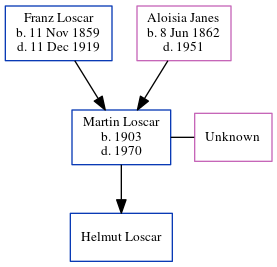 Franz Loscar
b. 11 Nov 1859
d. 11 Dec 1919
Aloisia Janes
b. 8 Jun 1862
d. 1951
Martin Loscar
b. 1903
d. 1970
Unknown
Helmut Loscar